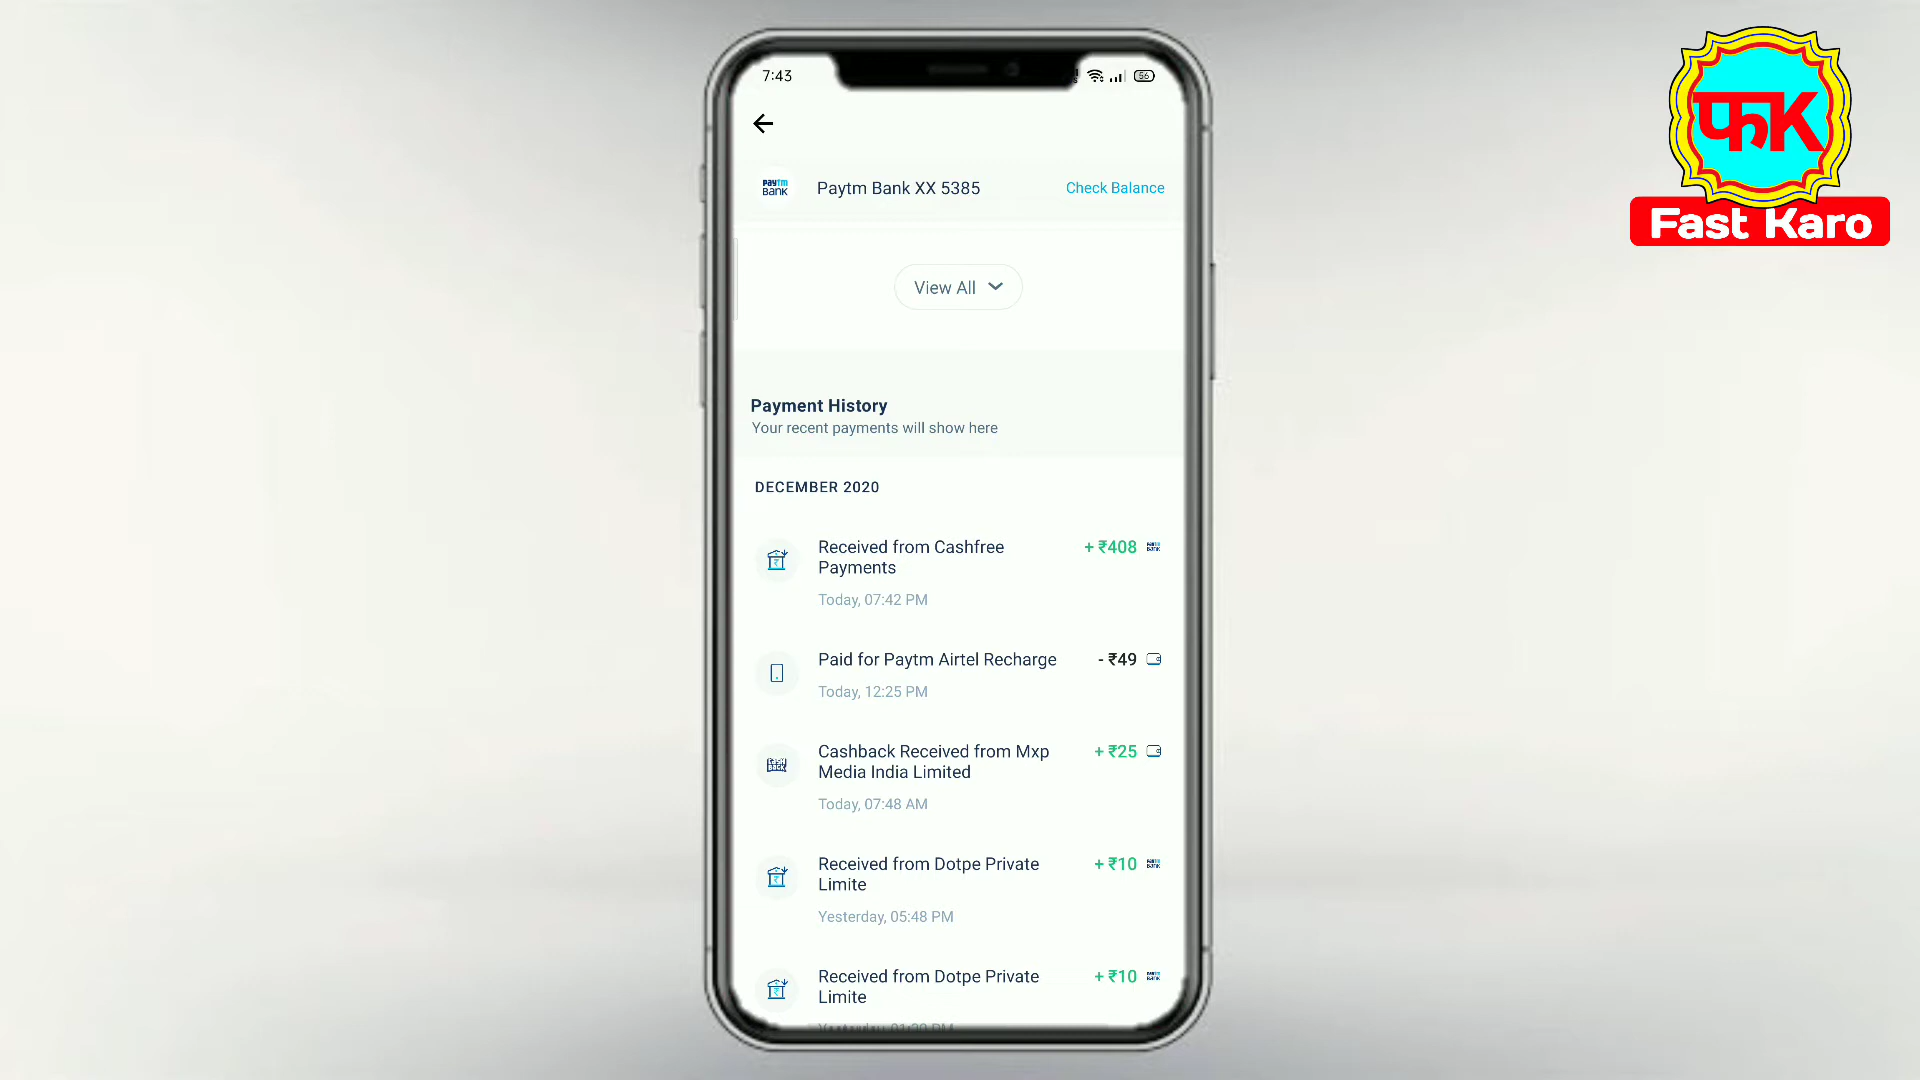 7:43
56
फK
Fast Karo
paytm
BANK
Paytm Bank XX 5385
Check Balance
View All
Payment History
Your recent payments will show here
DECEMBER 2020
Received from Cashfree
Payments
+ ₹408
Today, 07:42 PM
Paid for Paytm Airtel Recharge
- ₹49
Today, 12:25 PM
Cashback Received from Mxp
Media India Limited
+ ₹25
Today, 07:48 AM
Received from Dotpe Private
Limite
+ ₹10
Yesterday, 05:48 PM
Received from Dotpe Private
Limite
+ ₹10